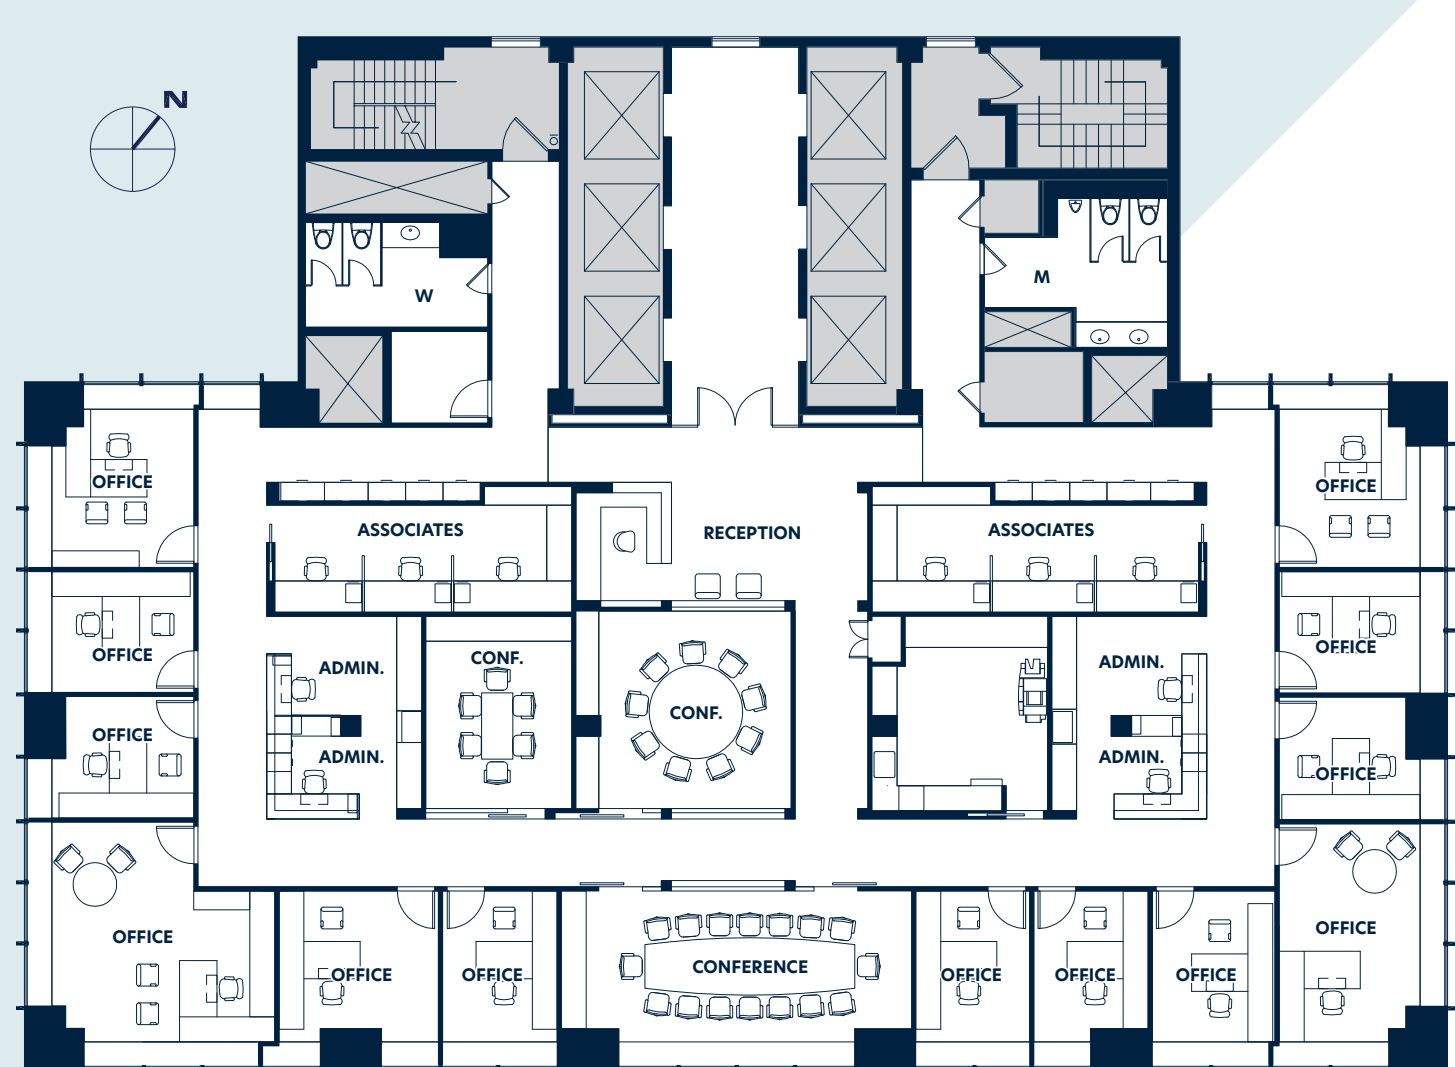 N
W
M
OFFICE
OFFICE
ASSOCIATES
RECEPTION
ASSOCIATES
OFFICE
OFFICE
CONF.
ADMIN.
ADMIN.
CONF.
OFFICE
ADMIN.
ADMIN.
OFFICE
OFFICE
OFFICE
OFFICE
OFFICE
CONFERENCE
OFFICE
OFFICE
OFFICE